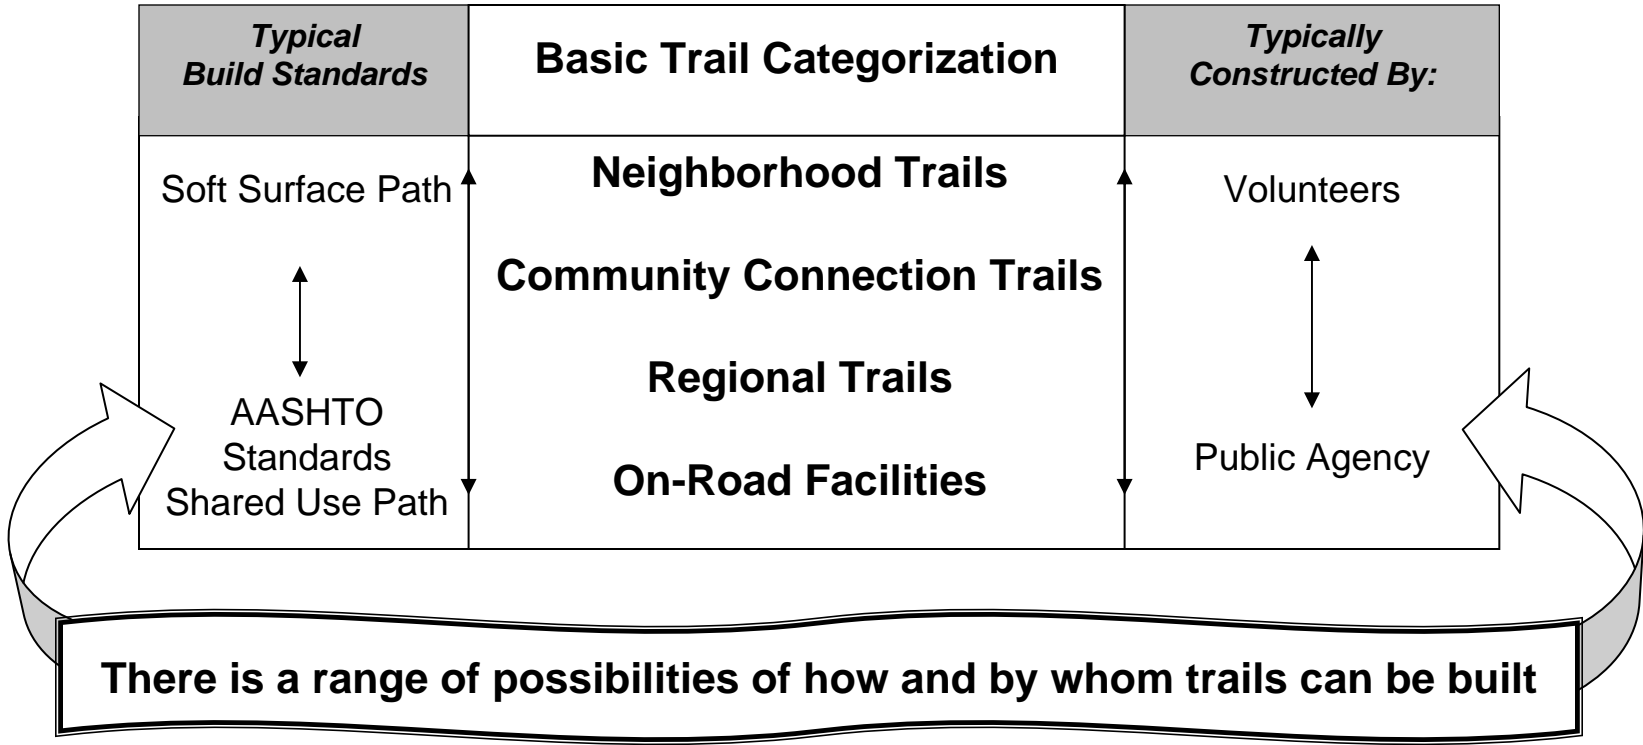 Typical
Build Standards
Basic Trail Categorization
Typically
Constructed By:
Soft Surface Path
AASHTO
Standards
Shared Use Path
Neighborhood Trails
Community Connection Trails
Regional Trails
On-Road Facilities
Volunteers
Public Agency
There is a range of possibilities of how and by whom trails can be built